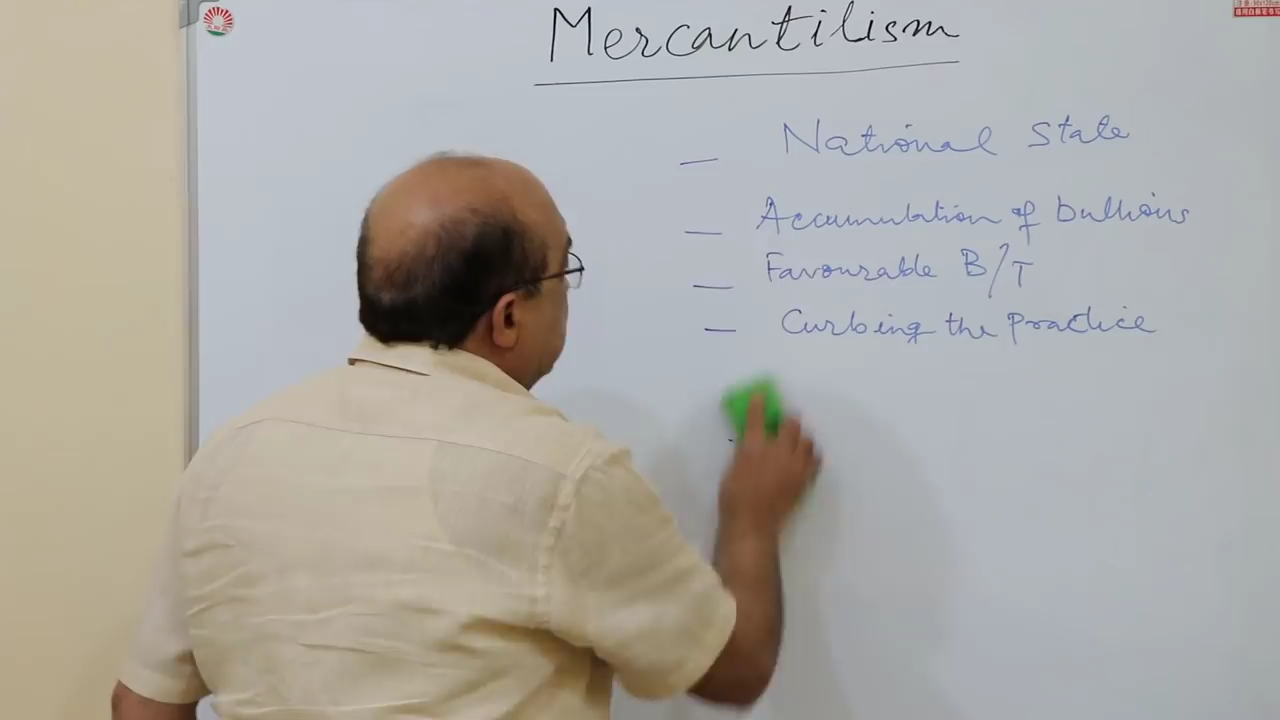 Mercantilism
— National State
— Accumulation of bullions
— Favourable B/T
— Curbing the Practice